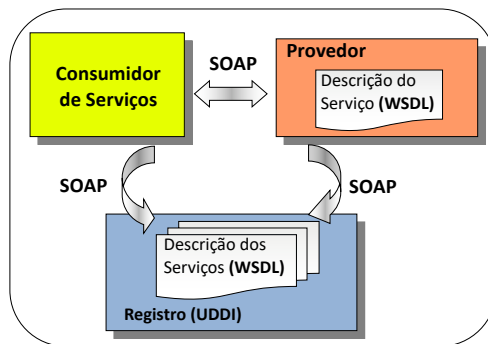 Consumidor
de Serviços
SOAP
Provedor
Descrição do
Serviço (WSDL)
SOAP
SOAP
Descrição dos
Serviços (WSDL)
Registro (UDDI)